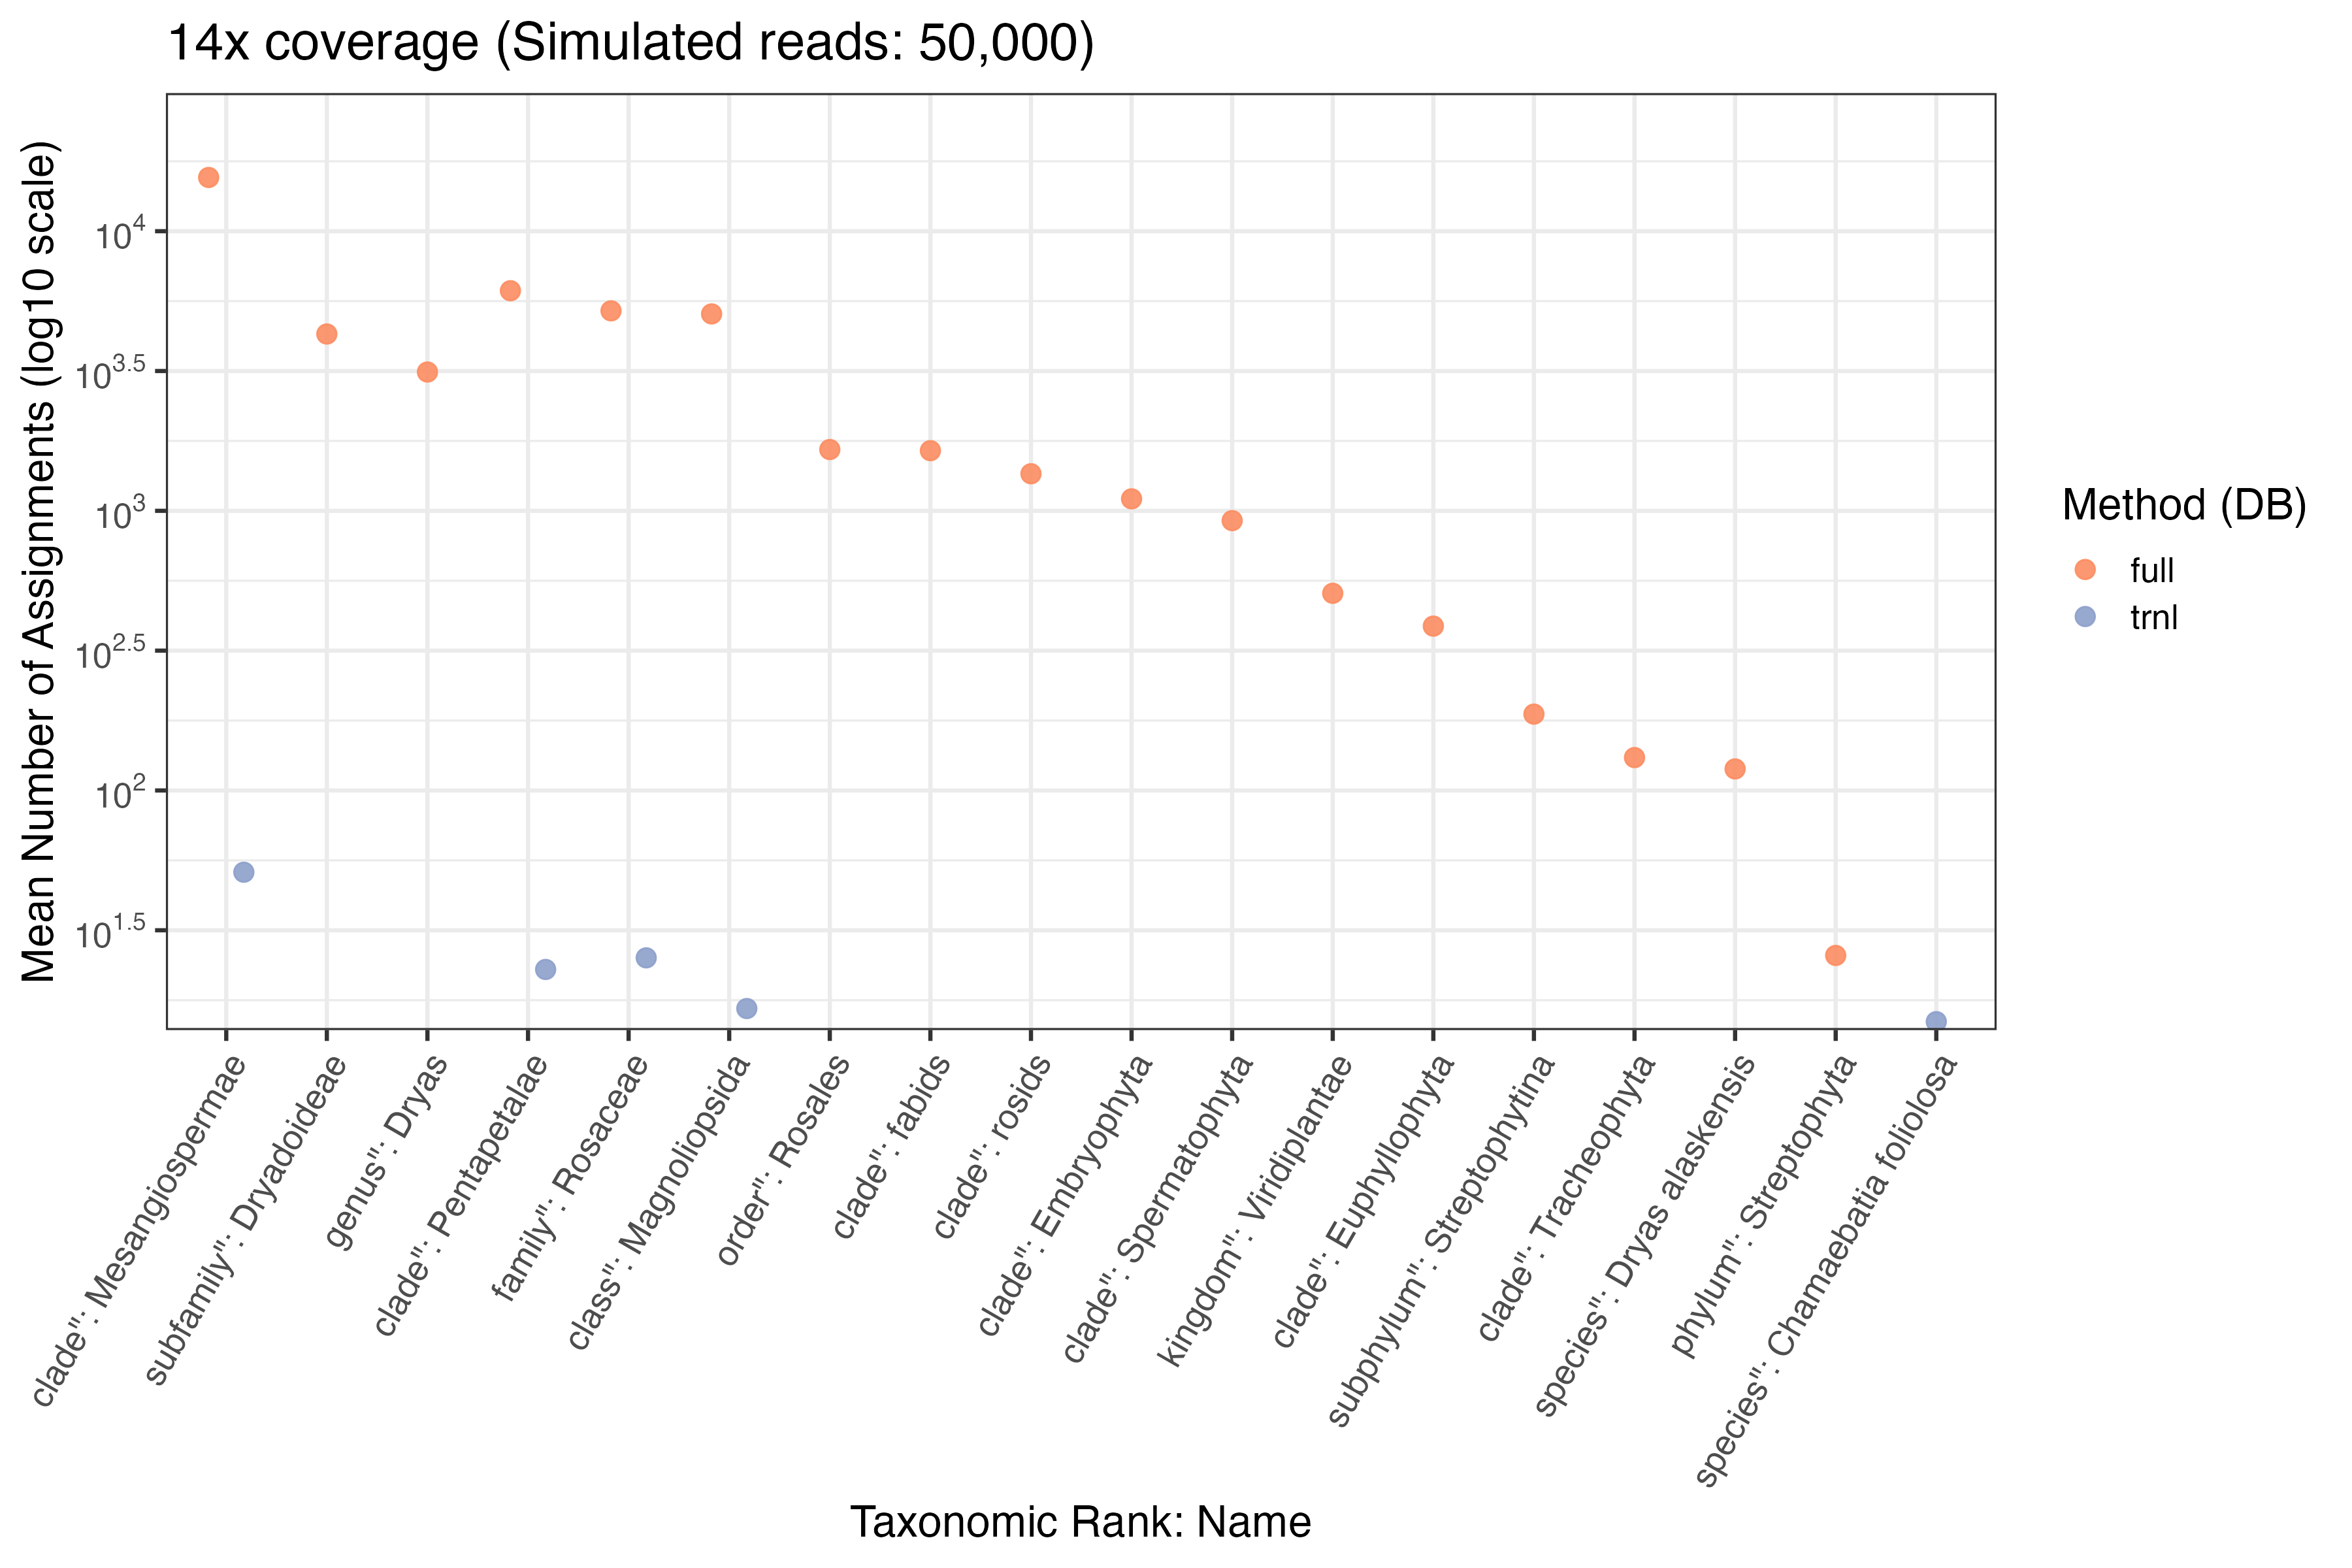 14x coverage (Simulated reads: 50,000)
Mean Number of Assignments (log10 scale)
10^4
10^3.5
10^3
10^2.5
10^2
10^1.5
clade": Mesangiospermae
subfamily": Dryadoideae
genus": Dryas
clade": Pentapetalae
family": Rosaceae
class": Magnoliopsida
order": Rosales
clade": fabids
clade": rosids
clade": Embryophyta
clade": Spermatophyta
kingdom": Viridiplantae
clade": Euphyllophyta
subphylum": Streptophytina
clade": Tracheophyta
species": Dryas alaskensis
phylum": Streptophyta
species": Chamaebatia foliolosa
Taxonomic Rank: Name
Method (DB)
full
trnl